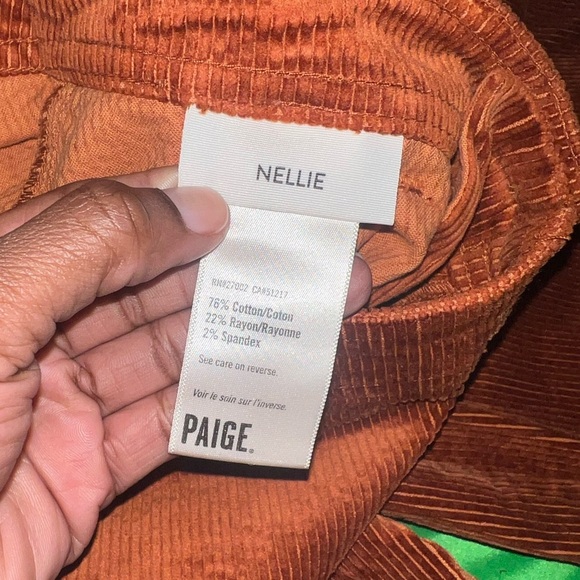 NELLIE
RN#27002 CA#51217
76% Cotton/Coton
22% Rayon/Rayonne
2% Spandex
See care on reverse.
Voir le soin sur l'inverse.
PAIGE